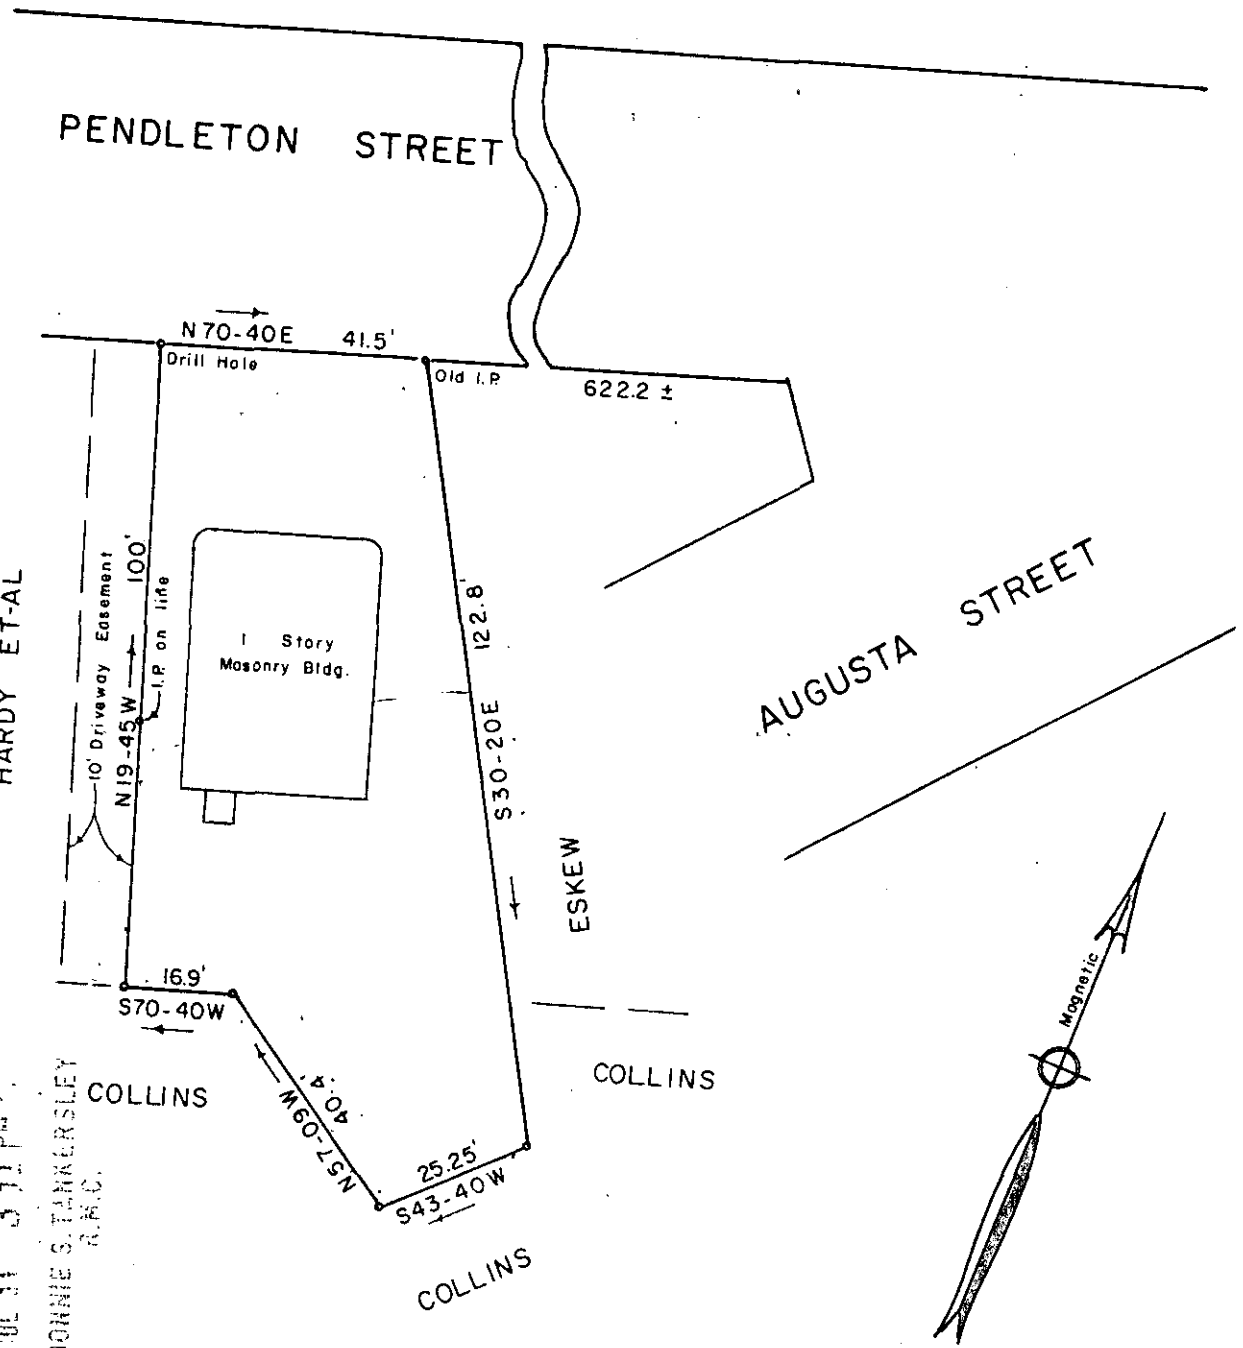 PENDLETON STREET
N 70-40E 41.5'
Drill Hole
Old I.P.
622.2 ±
HARDY ET-AL
10' Driveway Easement
N19-45W 100'
I.P. on line
1 Story
Masonry Bldg.
S30-20E 122.8'
ESKEW
AUGUSTA STREET
16.9'
S70-40W
COLLINS
N57-09W
40.4'
25.25'
S43-40W
COLLINS
COLLINS
Magnetic
S. TANKERSLEY
R.M.C.